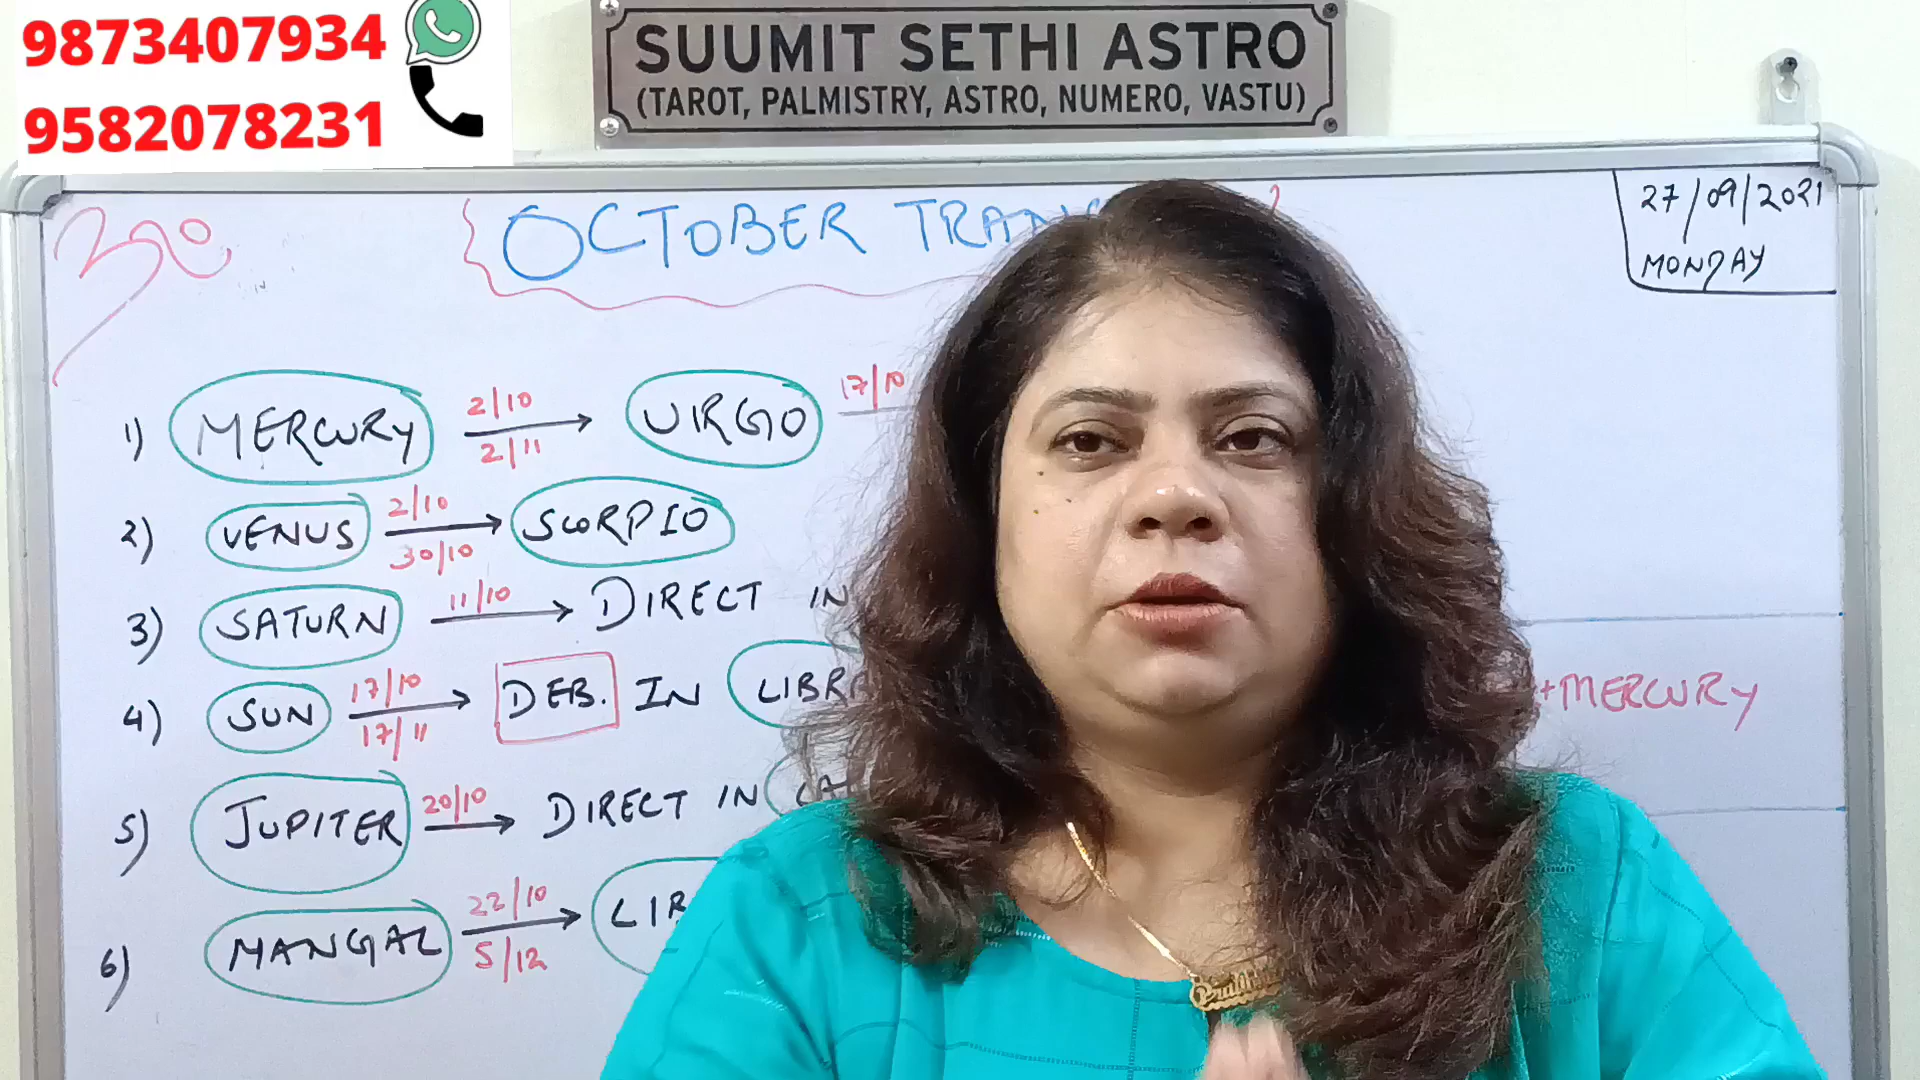 9873407934
9582078231
SUUMIT SETHI ASTRO
(TAROT, PALMISTRY, ASTRO, NUMERO, VASTU)
27/09/2021
MONDAY
OCTOBER TRAN
1) MERCURY 2/10 2/11 VIRGO 17/10
2) VENUS 2/10 30/10 SCORPIO
3) SATURN 11/10 DIRECT IN
4) SUN 17/10 17/11 DEB. IN LIBRA +MERCURY
5) JUPITER 20/10 DIRECT IN CA
6) MANGAL 22/10 5/12 LIB